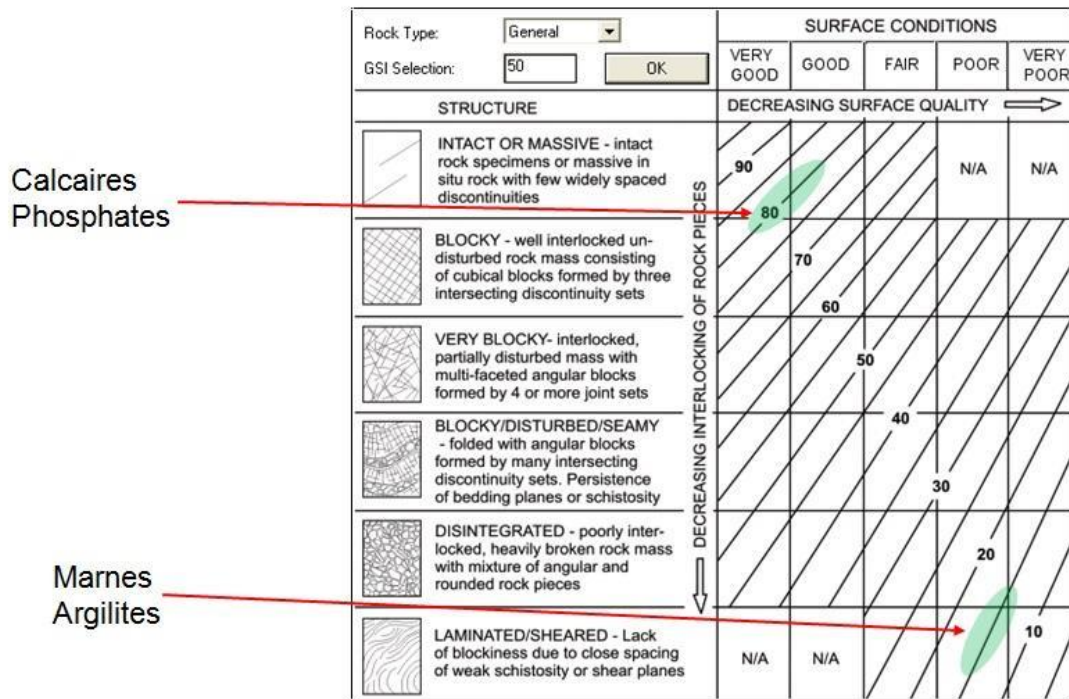 Rock Type: General
GSI Selection: 50 OK
SURFACE CONDITIONS
VERY GOOD
GOOD
FAIR
POOR
VERY POOR
STRUCTURE
DECREASING SURFACE QUALITY
DECREASING INTERLOCKING OF ROCK PIECES
Calcaires
Phosphates
INTACT OR MASSIVE - intact
rock specimens or massive in
situ rock with few widely spaced
discontinuities
90
80
N/A
N/A
BLOCKY - well interlocked un-
disturbed rock mass consisting
of cubical blocks formed by three
intersecting discontinuity sets
70
60
VERY BLOCKY- interlocked,
partially disturbed mass with
multi-faceted angular blocks
formed by 4 or more joint sets
50
BLOCKY/DISTURBED/SEAMY
- folded with angular blocks
formed by many intersecting
discontinuity sets. Persistence
of bedding planes or schistosity
40
30
DISINTEGRATED - poorly inter-
locked, heavily broken rock mass
with mixture of angular and
rounded rock pieces
20
Marnes
Argilites
LAMINATED/SHEARED - Lack
of blockiness due to close spacing
of weak schistosity or shear planes
N/A
N/A
10